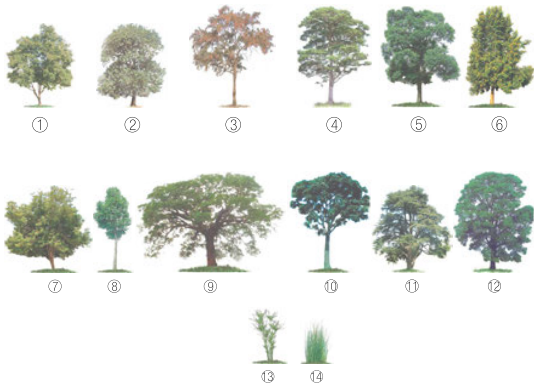 ① ② ③ ④ ⑤ ⑥
⑦ ⑧ ⑨ ⑩ ⑪ ⑫
⑬ ⑭